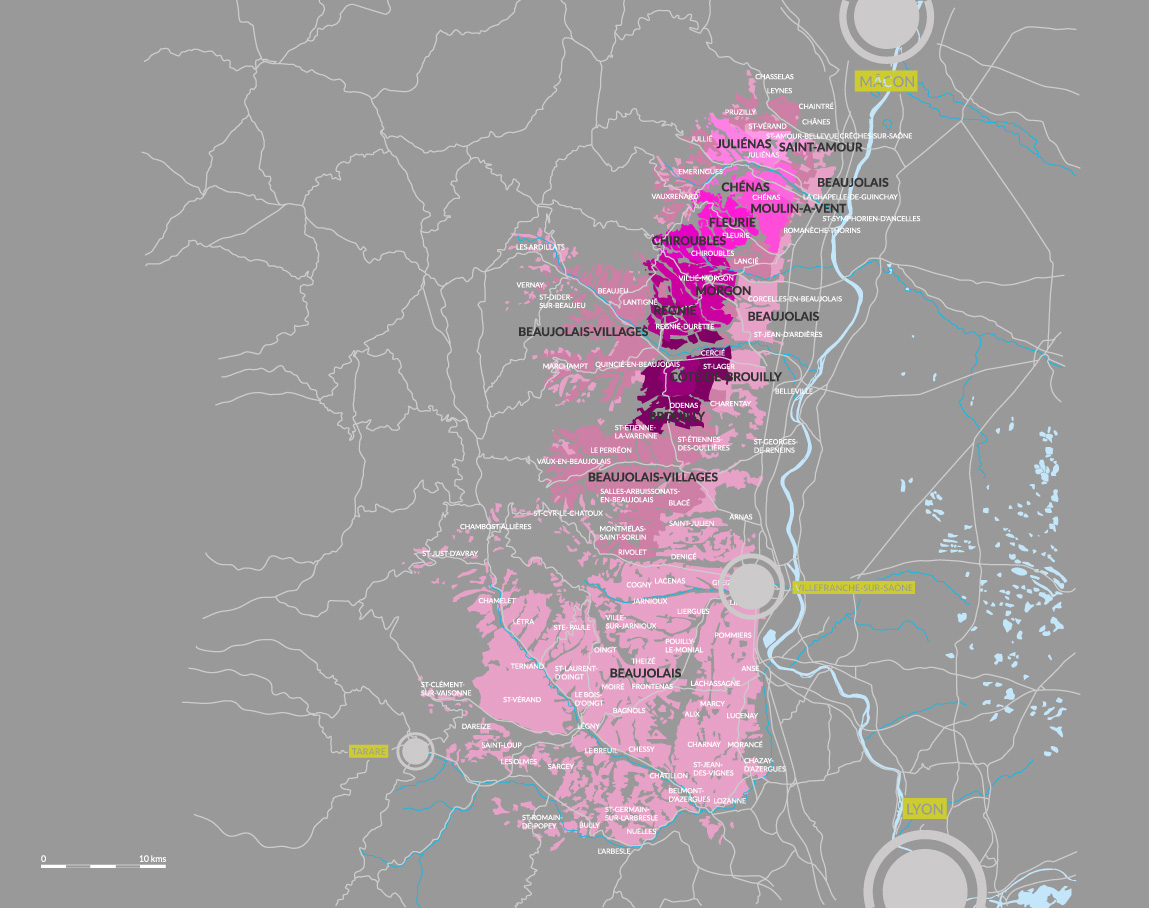 MÂCON
CHASSELAS
LEYNES
CHAINTRÉ
PRUZILLY
CHÂNES
ST-VÉRAND
ST-AMOUR-BELLEVUE
CRÊCHES-SUR-SAÔNE
JULLIÉ
JULIÉNAS
SAINT-AMOUR
JULIÉNAS
EMERINGUES
BEAUJOLAIS
CHÉNAS
VAUXRENARD
CHÉNAS
LA CHAPELLE-DE-GUINCHAY
MOULIN-A-VENT
ST-SYMPHORIEN-D'ANCELLES
FLEURIE
ROMANÈCHE-THORINS
FLEURIE
CHIROUBLES
LES ARDILLATS
CHIROUBLES
LANCIÉ
VILLIÉ-MORGON
VERNAY
BEAUJEU
MORGON
ST-DIDIER-
SUR-BEAUJEU
LANTIGNÉ
CORCELLES-EN-BEAUJOLAIS
RÉGNIÉ
BEAUJOLAIS
RÉGNIÉ-DURETTE
BEAUJOLAIS-VILLAGES
ST-JEAN-D'ARDIÈRES
CERCIÉ
MARCHAMPT
QUINCIÉ-EN-BEAUJOLAIS
ST-LAGER
CÔTE-DE-BROUILLY
BELLEVILLE
ODENAS
CHARENTAY
BROUILLY
ST-ETIENNE-
LA-VARENNE
ST-ÉTIENNES-
DES-OULLIÈRES
ST-GEORGES-
DE-RENEINS
LE PERRÉON
VAUX-EN-BEAUJOLAIS
BEAUJOLAIS-VILLAGES
SALLES-ARBUISSONATS-
EN-BEAUJOLAIS
BLACÉ
ST-CYR-LE-CHATOUX
ARNAS
CHAMBOST-ALLIÈRES
SAINT-JULIEN
MONTMELAS-
SAINT-SORLIN
ST-JUST-D'AVRAY
RIVOLET
DENICÉ
COGNY
LACENAS
VILLEFRANCHE-SUR-SAÔNE
CHAMELET
JARNIOUX
LIERGUES
LÉTRA
STE- PAULE
VILLE-
SUR-JARNIOUX
POMMIERS
POUILLY-
LE-MONIAL
OINGT
THEIZÉ
TERNAND
ST-LAURENT-
D'OINGT
BEAUJOLAIS
ANSE
ST-CLÉMENT-
SUR-VAISONNE
MOIRÉ
FRONTENAS
LACHASSAGNE
ST-VÉRAND
LE BOIS-
D'OINGT
MARCY
BAGNOLS
ALIX
LUCENAY
DAREIZÉ
LÉGNY
SAINT-LOUP
LE BREUIL
CHESSY
CHARNAY
MORANCÉ
TARARE
LES OLMES
SARCEY
ST-JEAN-
DES-VIGNES
CHAZAY-
D'AZERGUES
CHÂTILLON
BELMONT-
D'AZERGUES
LOZANNE
LYON
ST-ROMAIN-
DE-POPEY
BULLY
ST-GERMAIN-
SUR-L'ARBRESLE
NUELLES
L'ARBESLE
0
10 kms